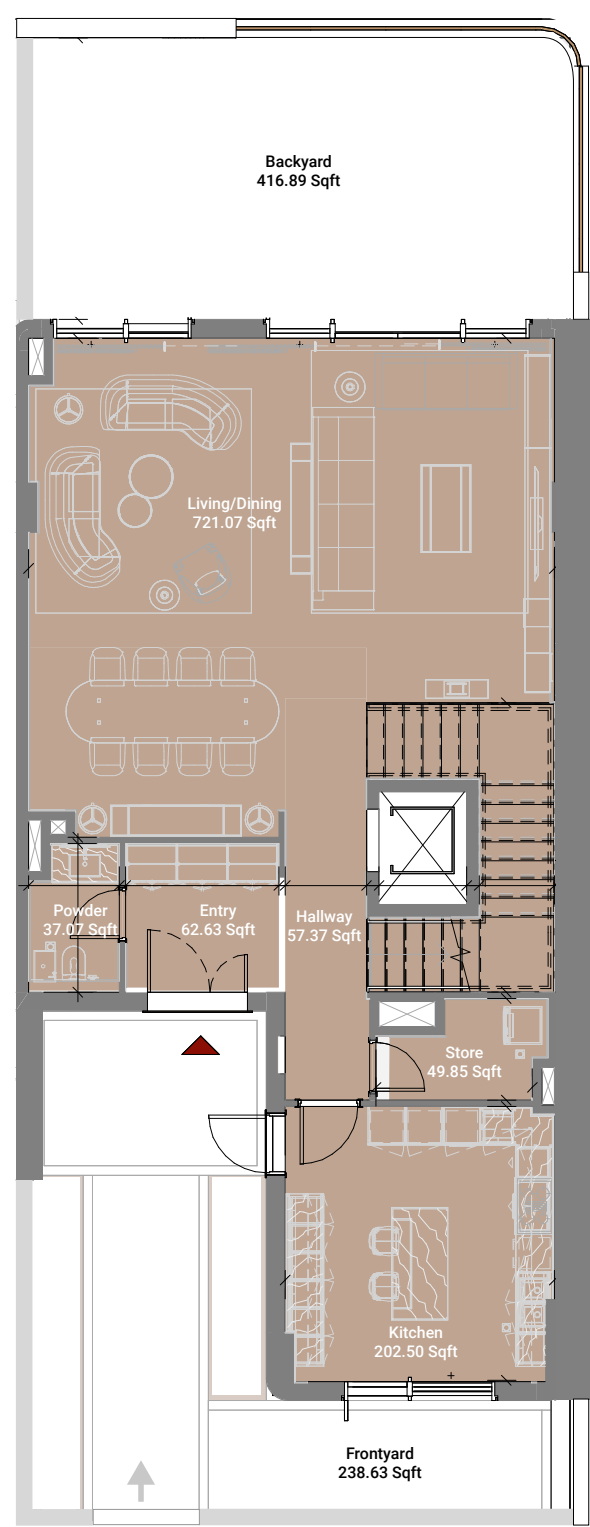 Backyard
416.89 Sqft
Living/Dining
721.07 Sqft
Powder
37.07 Sqft
Entry
62.63 Sqft
Hallway
57.37 Sqft
Store
49.85 Sqft
Kitchen
202.50 Sqft
Frontyard
238.63 Sqft